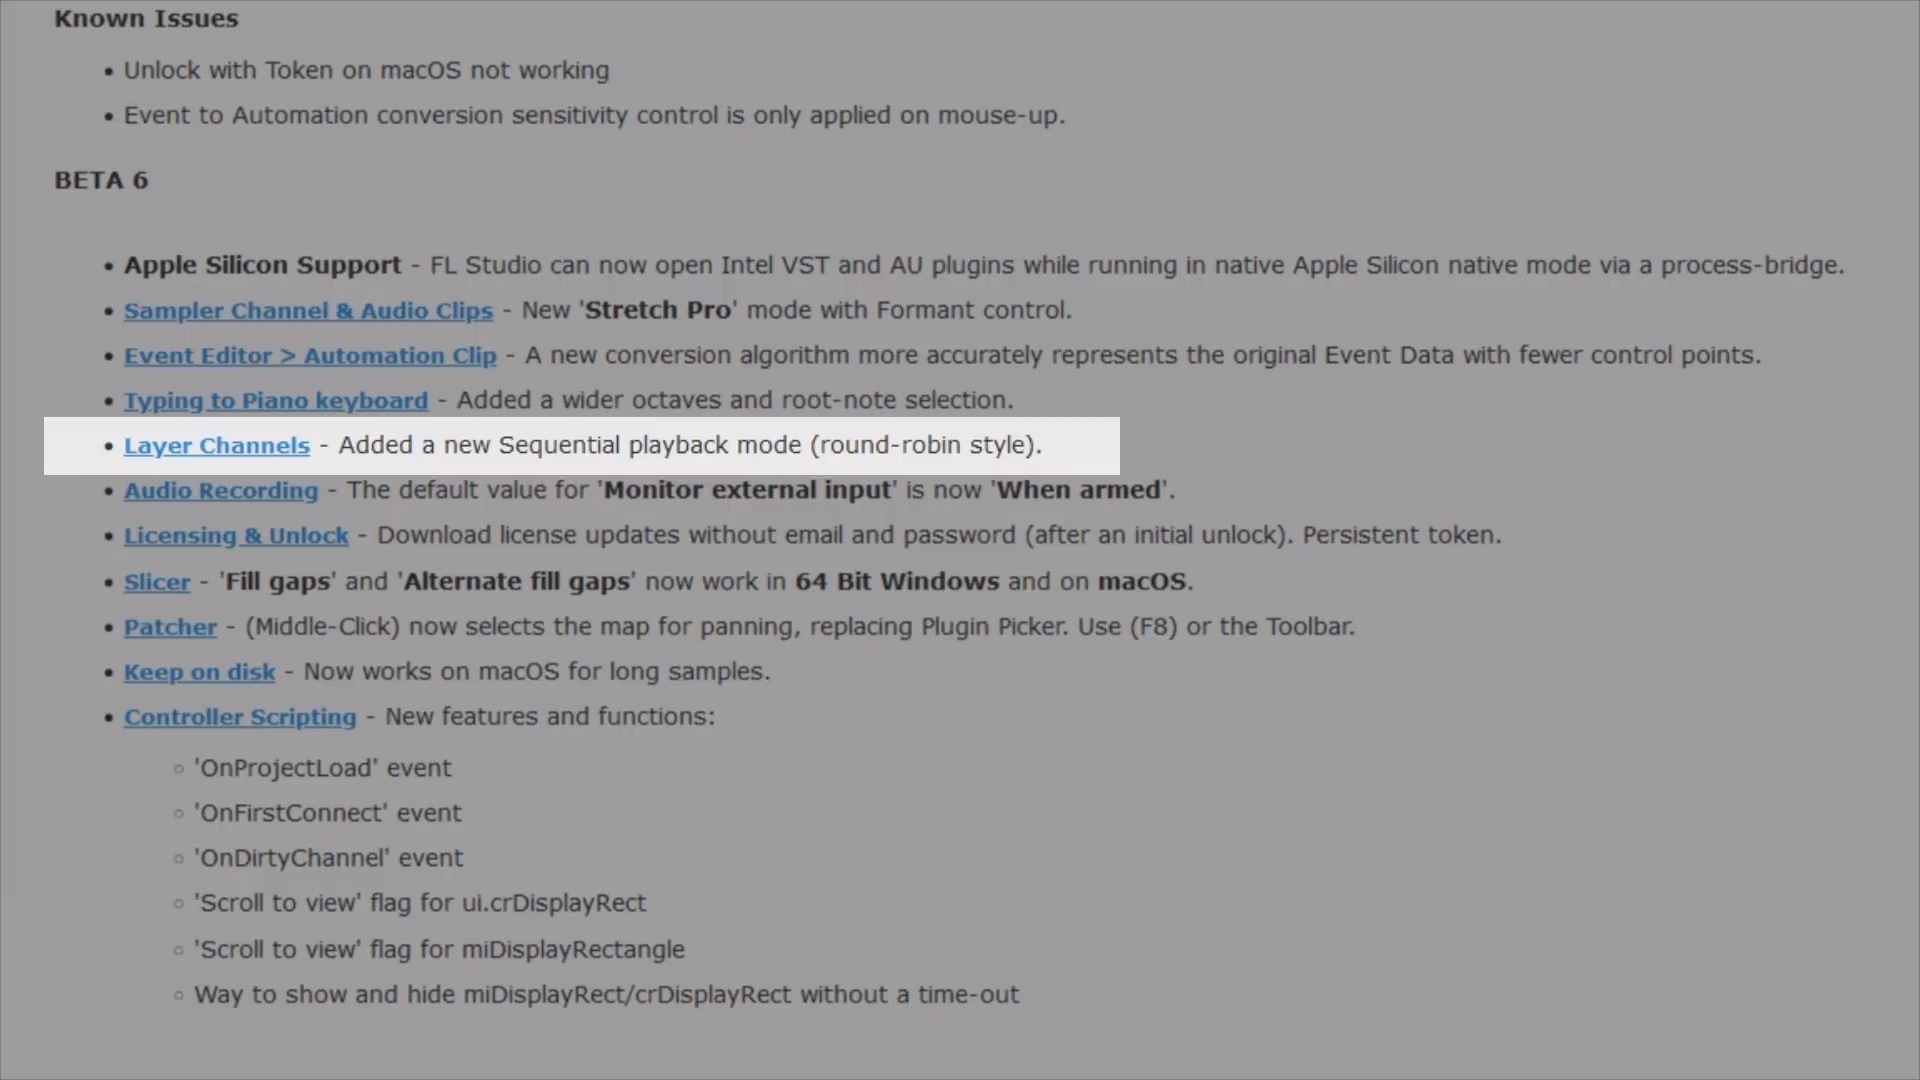 Known Issues
• Unlock with Token on macOS not working
• Event to Automation conversion sensitivity control is only applied on mouse-up.
BETA 6
• Apple Silicon Support - FL Studio can now open Intel VST and AU plugins while running in native Apple Silicon native mode via a process-bridge.
• Sampler Channel & Audio Clips - New 'Stretch Pro' mode with Formant control.
• Event Editor > Automation Clip - A new conversion algorithm more accurately represents the original Event Data with fewer control points.
• Typing to Piano keyboard - Added a wider octaves and root-note selection.
• Layer Channels - Added a new Sequential playback mode (round-robin style).
• Audio Recording - The default value for 'Monitor external input' is now 'When armed'.
• Licensing & Unlock - Download license updates without email and password (after an initial unlock). Persistent token.
• Slicer - 'Fill gaps' and 'Alternate fill gaps' now work in 64 Bit Windows and on macOS.
• Patcher - (Middle-Click) now selects the map for panning, replacing Plugin Picker. Use (F8) or the Toolbar.
• Keep on disk - Now works on macOS for long samples.
• Controller Scripting - New features and functions:
◦ 'OnProjectLoad' event
◦ 'OnFirstConnect' event
◦ 'OnDirtyChannel' event
◦ 'Scroll to view' flag for ui.crDisplayRect
◦ 'Scroll to view' flag for miDisplayRectangle
◦ Way to show and hide miDisplayRect/crDisplayRect without a time-out